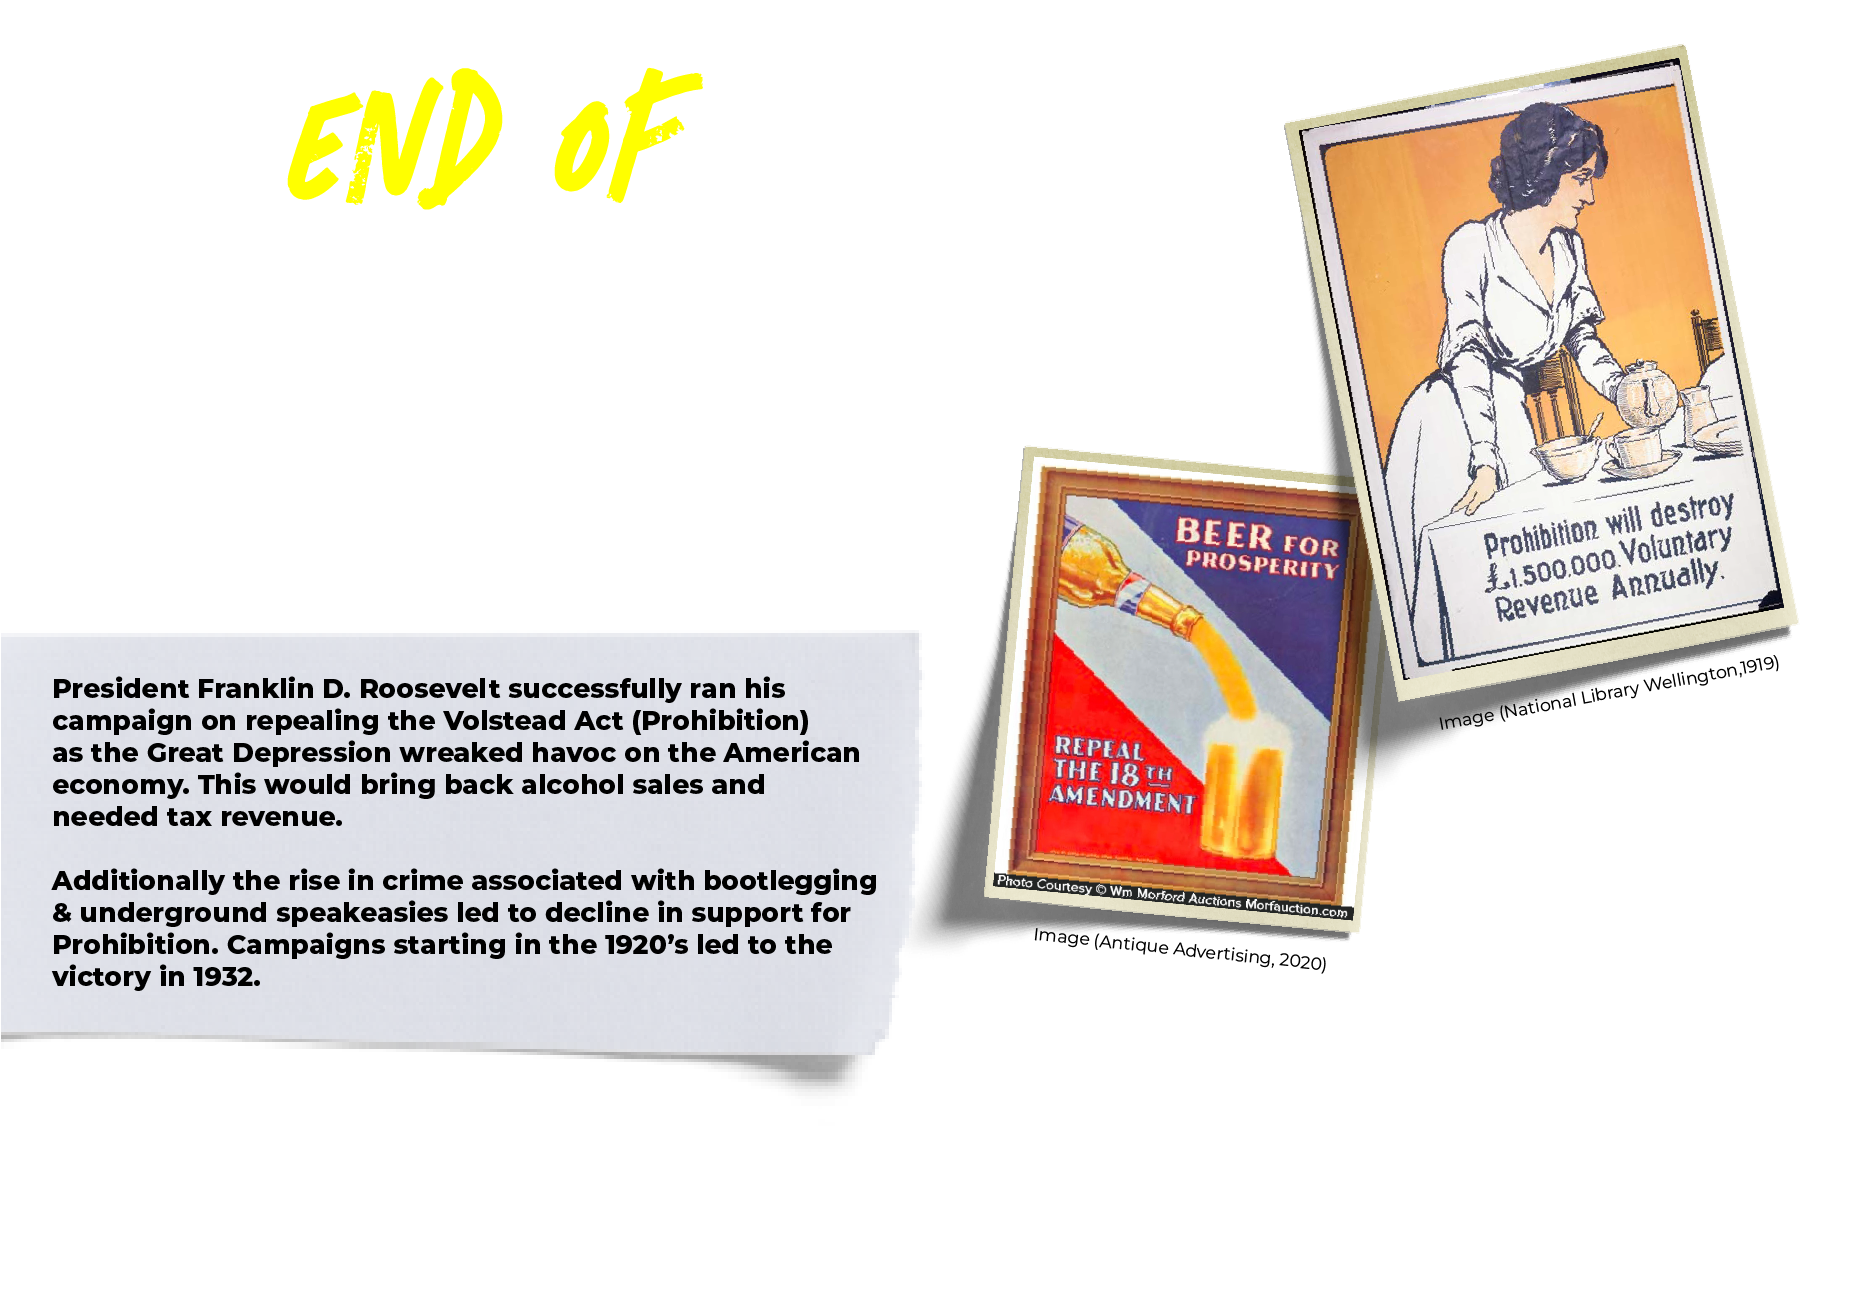 END OF
President Franklin D. Roosevelt successfully ran his
campaign on repealing the Volstead Act (Prohibition)
as the Great Depression wreaked havoc on the American
economy. This would bring back alcohol sales and
needed tax revenue.
Additionally the rise in crime associated with bootlegging
& underground speakeasies led to decline in support for
Prohibition. Campaigns starting in the 1920’s led to the
victory in 1932.
BEER FOR
PROSPERITY
REPEAL
THE 18TH
AMENDMENT
Photo Courtesy © Wm Morford Auctions Morfauction.com
Image (Antique Advertising, 2020)
Prohibition will destroy
£1.500.000. Voluntary
Revenue Annually.
Image (National Library Wellington,1919)